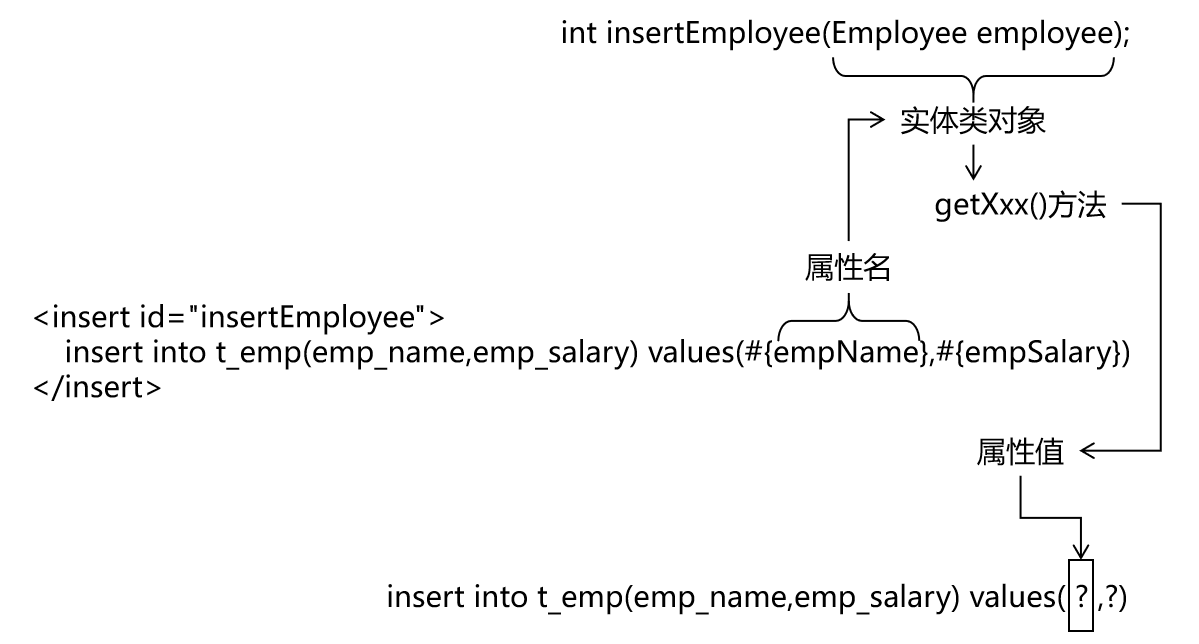 int insertEmployee(Employee employee);
实体类对象
getXxx()方法
属性名
<insert id="insertEmployee">
insert into t_emp(emp_name,emp_salary) values(#{empName},#{empSalary})
</insert>
属性值
insert into t_emp(emp_name,emp_salary) values(?,?)